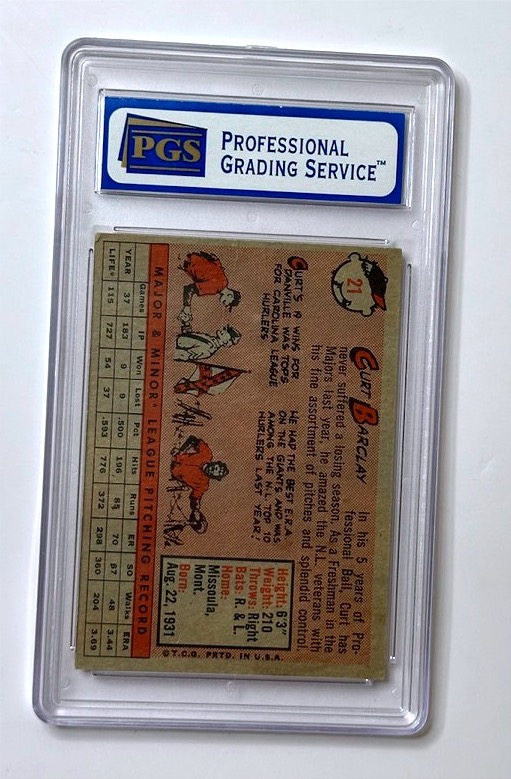 PGS
PROFESSIONAL
GRADING SERVICE™
21
CURT BARCLAY
In his 5 years of Pro-
fessional Ball, Curt has
never suffered a losing season. As a Freshman in the
Majors last year, he amazed the N.L. veterans with
his fine assortment of pitches and splendid control.
CURT'S 19 WINS FOR
DANVILLE WAS TOPS
FOR CAROLINA LEAGUE
HURLERS
HE HAD THE BEST E.R.A.
ON THE GIANTS AND WAS
AMONG THE N.L. TOP 10
HURLERS LAST YEAR!
Height: 6'3"
Weight: 210
Throws: Right
Bats: R. & L.
Home:
Missoula,
Mont.
Born:
Aug. 22, 1931
MAJOR & MINOR* LEAGUE PITCHING RECORD
Games IP Won Lost Pct Hits Runs ER SO Walks ERA
YEAR 37 183 9 9 .500 196 85 70 67 48 3.44
LIFE* 115 727 54 37 .593 776 372 298 360 204 3.69
© T.C.G. PRTD. IN U.S.A.